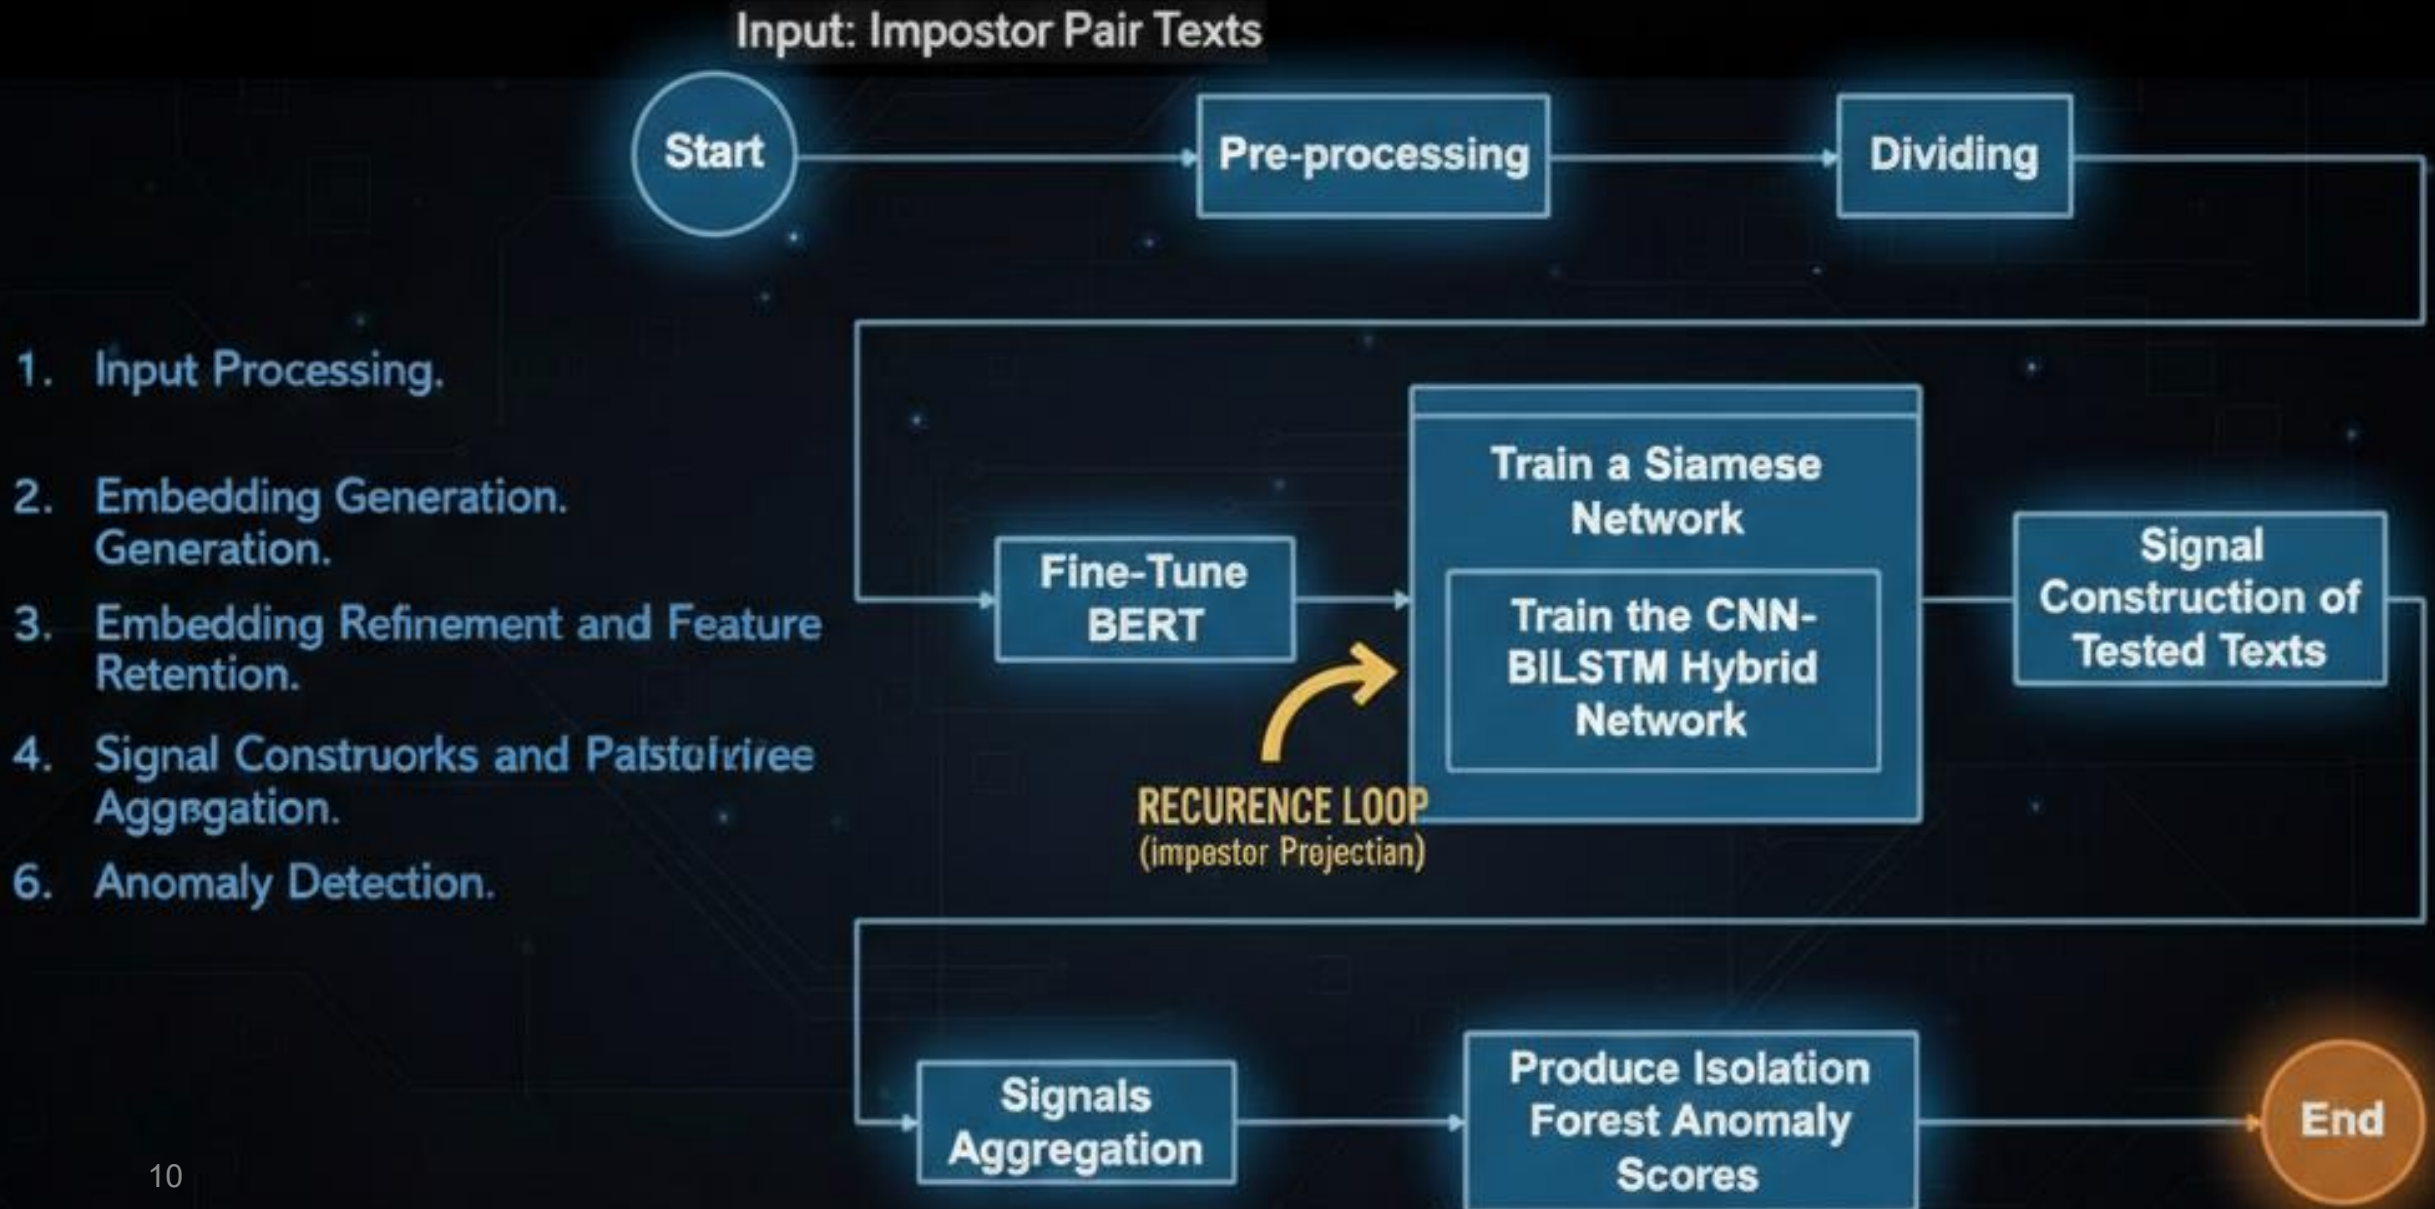 Input: Impostor Pair Texts
Start
Pre-processing
Dividing
1. Input Processing.
2. Embedding Generation.
Generation.
3. Embedding Refinement and Feature
Retention.
4. Signal Construorks and
Aggregation.
6. Anomaly Detection.
Fine-Tune
BERT
Train a Siamese
Network
Train the CNN-
BILSTM Hybrid
Network
Signal
Construction of
Tested Texts
RECURENCE LOOP
(impestor Projectian)
Signals
Aggregation
Produce Isolation
Forest Anomaly
Scores
End
10